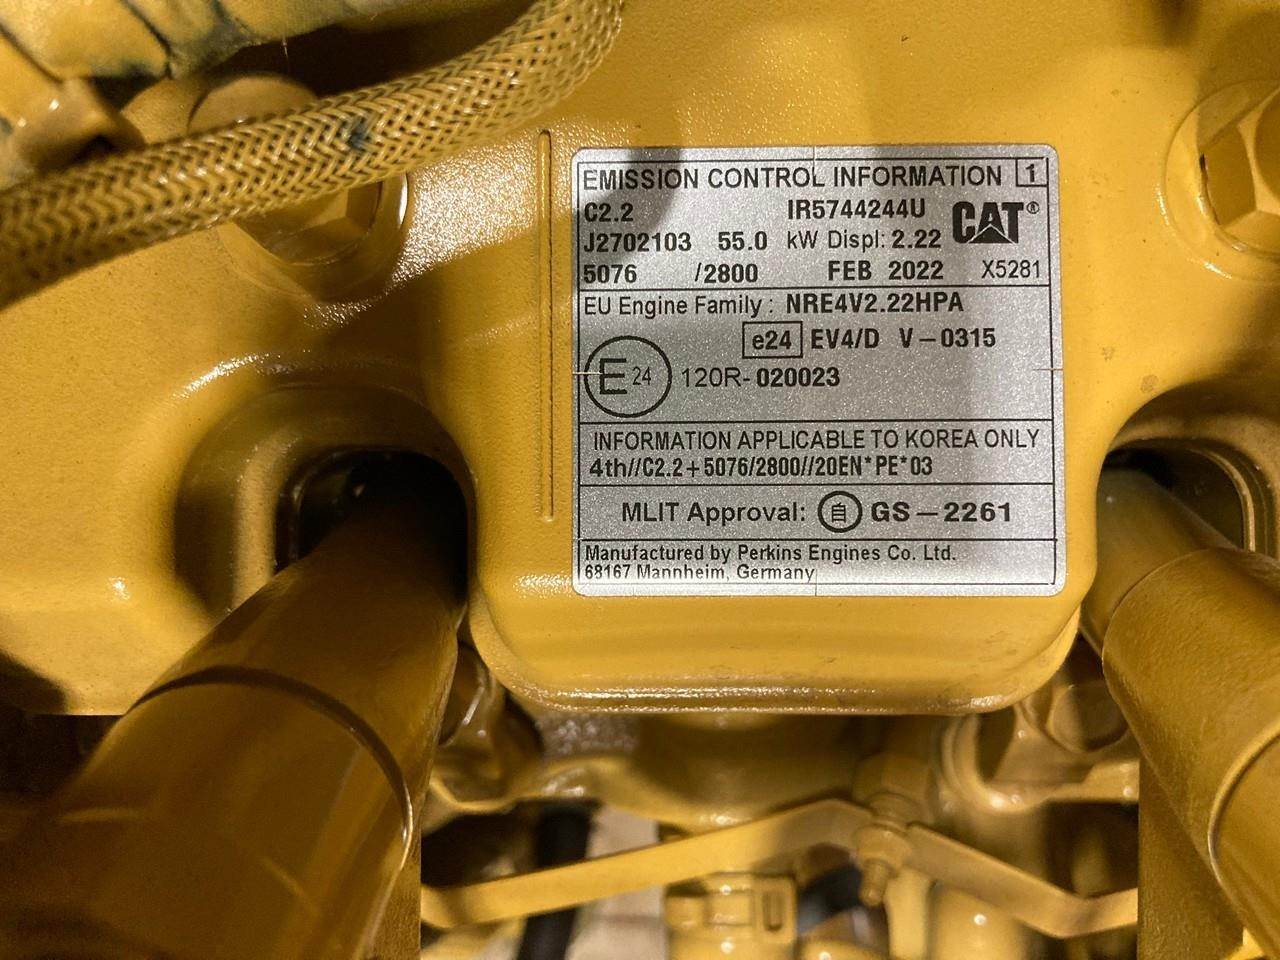 EMISSION CONTROL INFORMATION 1
C2.2 IR5744244U CAT®
J2702103 55.0 kW Displ: 2.22
5076 /2800 FEB 2022 X5281
EU Engine Family : NRE4V2.22HPA
e24 EV4/D V-0315
E 24 120R-020023
INFORMATION APPLICABLE TO KOREA ONLY
4th//C2.2+5076/2800//20EN*PE*03
MLIT Approval: 自 GS-2261
Manufactured by Perkins Engines Co. Ltd.
68167 Mannheim, Germany